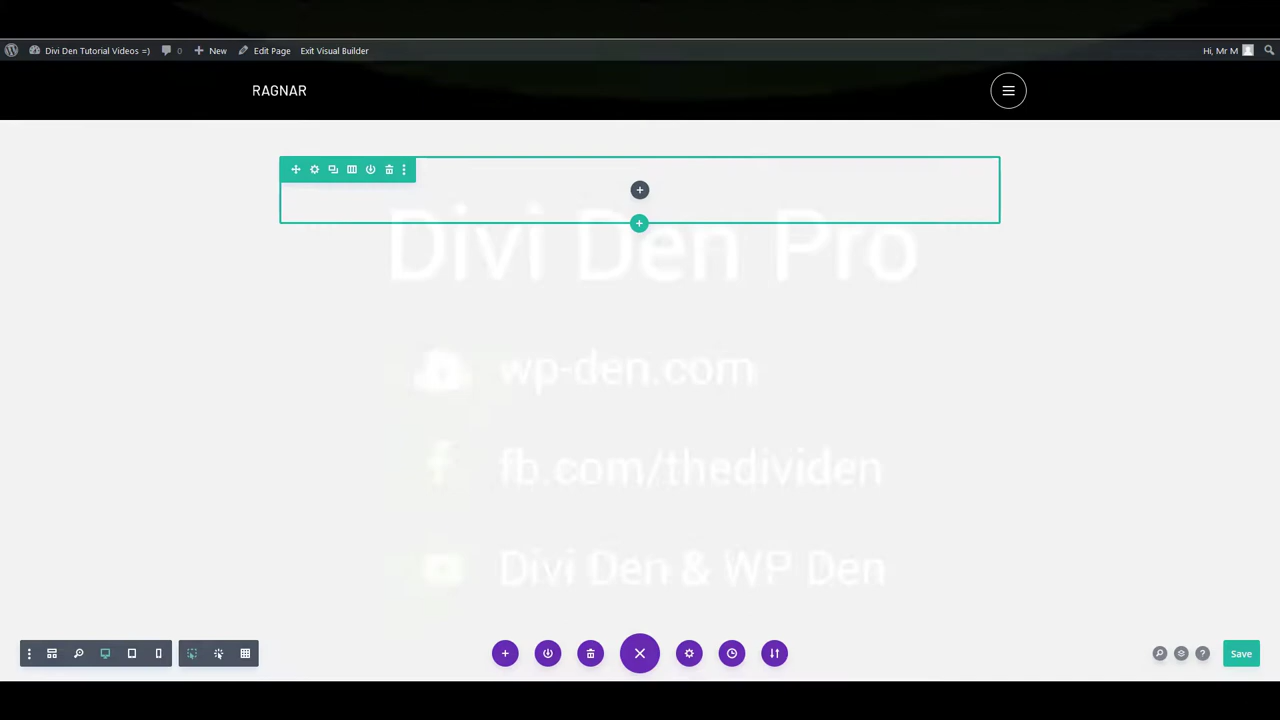 Divi Den Tutorial Videos =) 0 New Edit Page Exit Visual Builder Hi, Mr M
RAGNAR
Divi Den Pro
wp-den.com
fb.com/thedividen
Divi Den & WP Den
Save